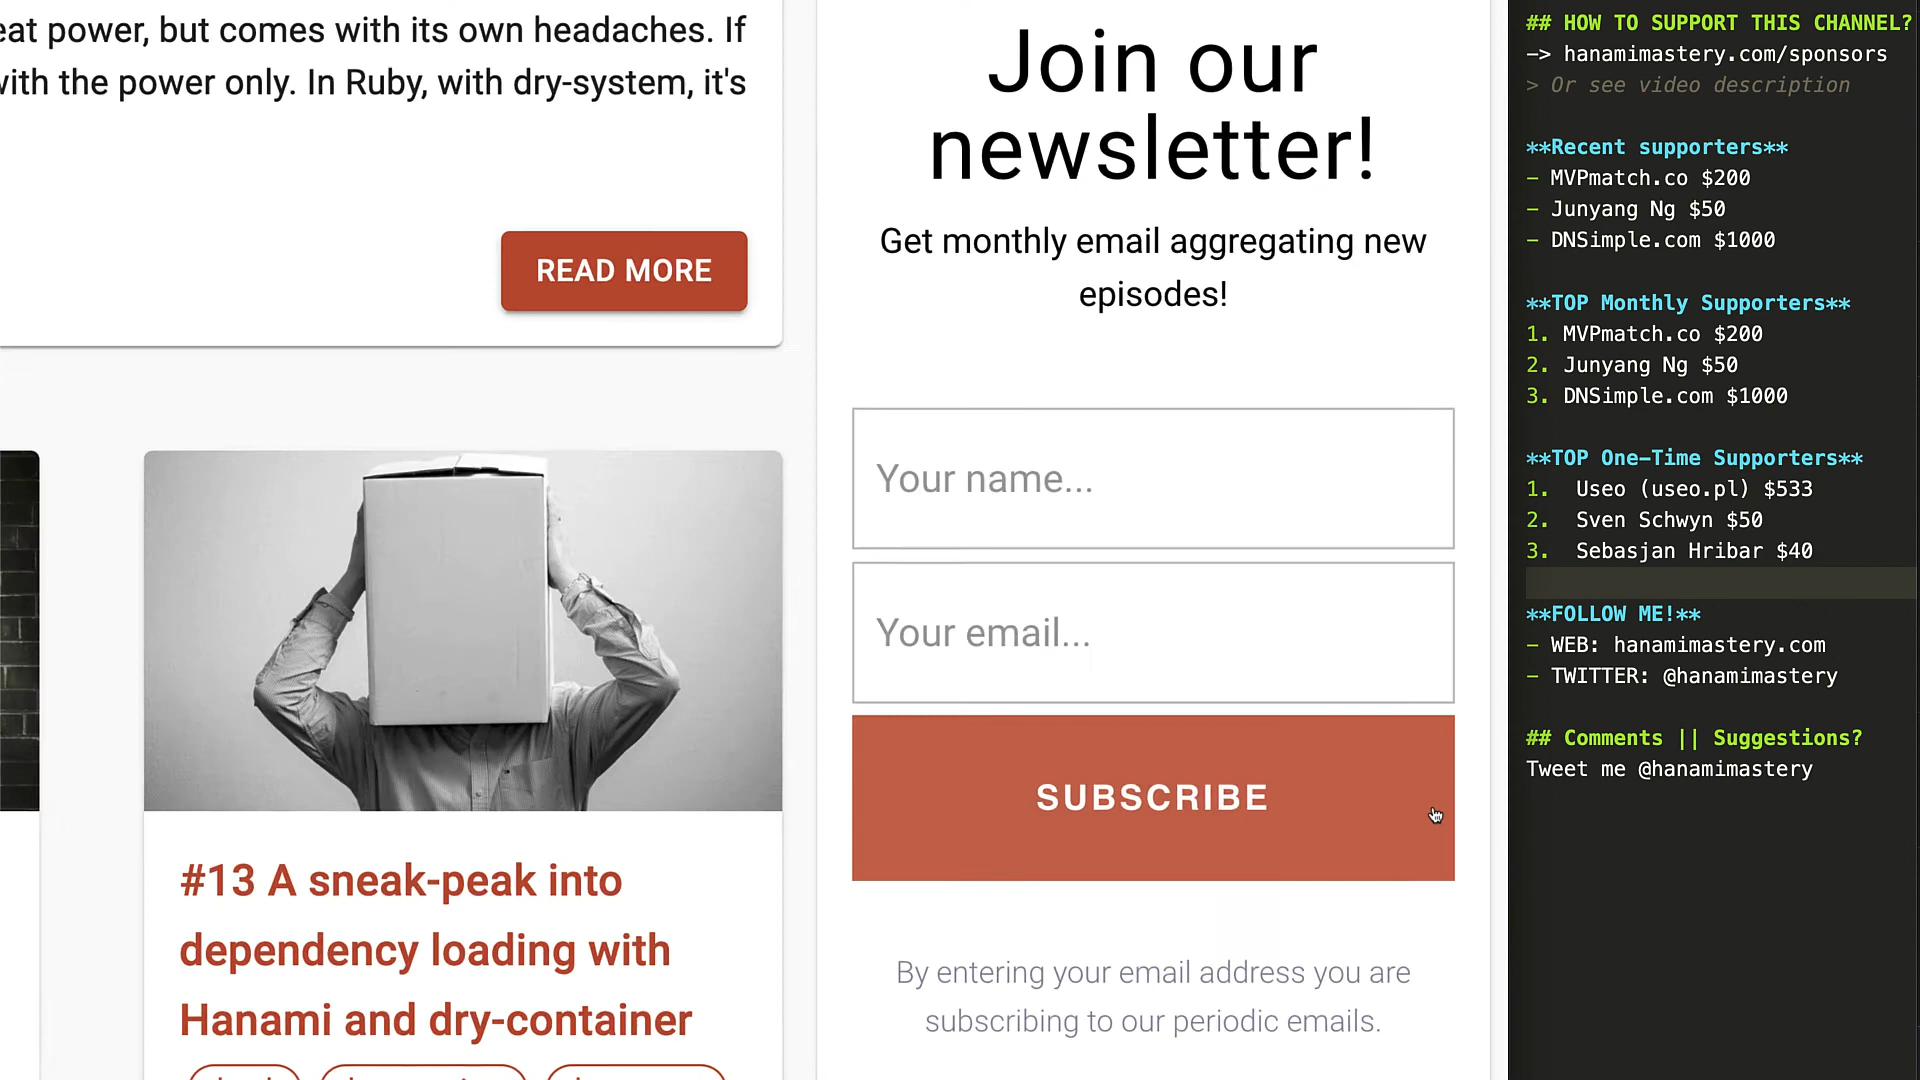 eat power, but comes with its own headaches. If
with the power only. In Ruby, with dry-system, it's
READ MORE
#13 A sneak-peak into
dependency loading with
Hanami and dry-container
Join our
newsletter!
Get monthly email aggregating new
episodes!
Your name...
Your email...
SUBSCRIBE
By entering your email address you are
subscribing to our periodic emails.
## HOW TO SUPPORT THIS CHANNEL?
—> hanamimastery.com/sponsors
> Or see video description
**Recent supporters**
- MVPmatch.co $200
- Junyang Ng $50
- DNSimple.com $1000
**TOP Monthly Supporters**
1. MVPmatch.co $200
2. Junyang Ng $50
3. DNSimple.com $1000
**TOP One-Time Supporters**
1. Useo (useo.pl) $533
2. Sven Schwyn $50
3. Sebasjan Hribar $40
**FOLLOW ME!**
- WEB: hanamimastery.com
- TWITTER: @hanamimastery
## Comments || Suggestions?
Tweet me @hanamimastery